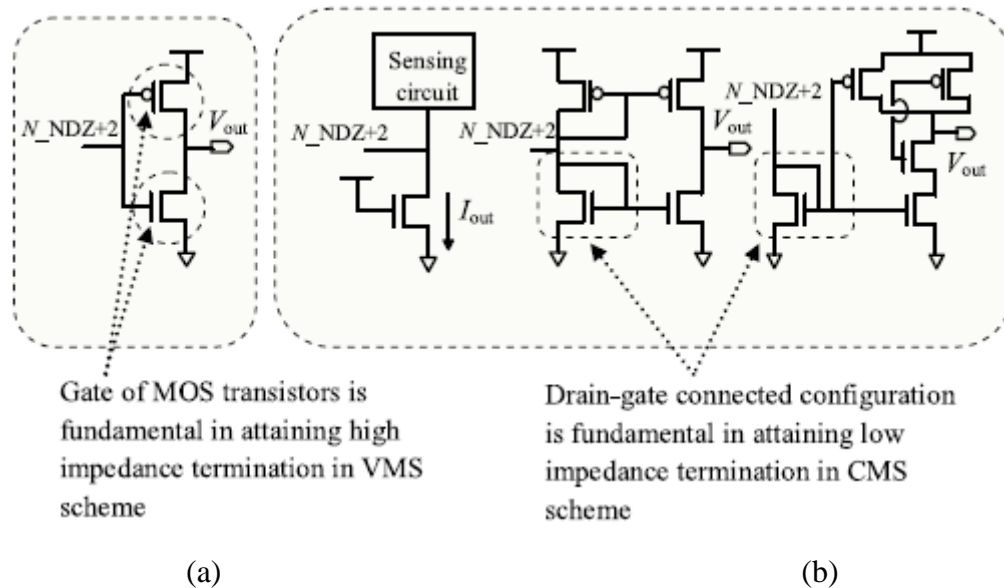 Sensing
circuit
N_NDZ+2
V_out
I_out
N_NDZ+2
N_NDZ+2
V_out
N_NDZ+2
V_out
Gate of MOS transistors is
fundamental in attaining high
impedance termination in VMS
scheme
Drain-gate connected configuration
is fundamental in attaining low
impedance termination in CMS
scheme
(a)
(b)